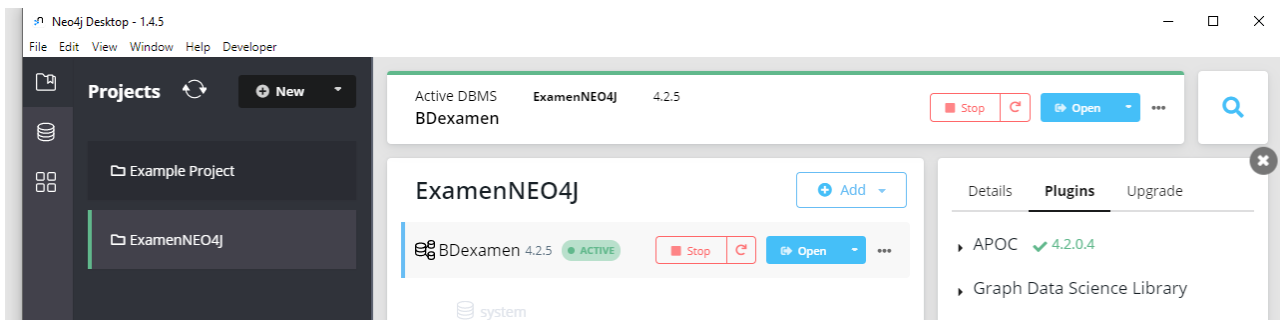 Neo4j Desktop - 1.4.5
File Edit View Window Help Developer
Projects New
Example Project
ExamenNEO4J
Active DBMS ExamenNEO4J 4.2.5
BDexamen
Stop Open
ExamenNEO4J
Add
BDexamen 4.2.5 ACTIVE Stop Open
system
Details Plugins Upgrade
APOC 4.2.0.4
Graph Data Science Library